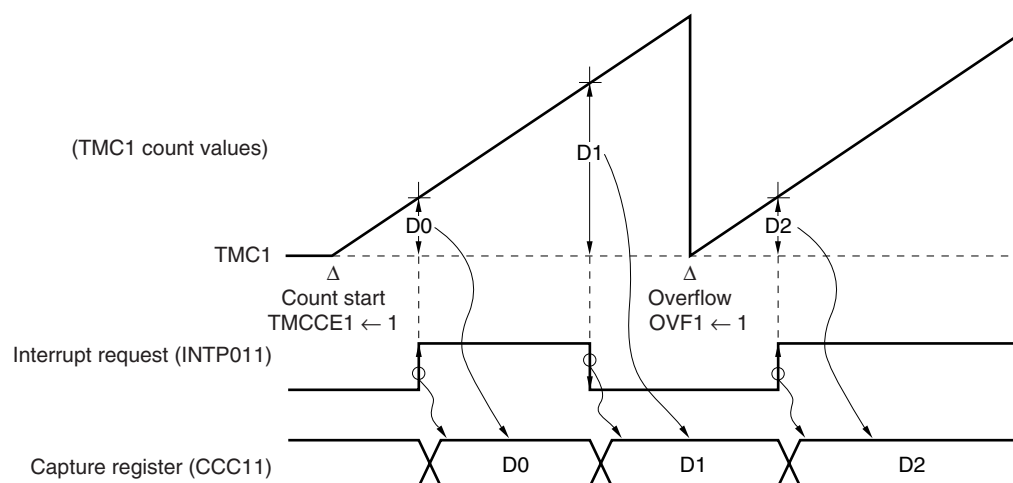 (TMC1 count values)
D1
D0
D2
TMC1
Δ
Δ
Count start
TMCCE1 ← 1
Overflow
OVF1 ← 1
Interrupt request (INTP011)
Capture register (CCC11)
D0
D1
D2